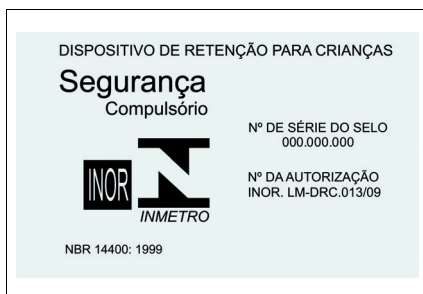 DISPOSITIVO DE RETENÇÃO PARA CRIANÇAS
Segurança
Compulsório
Nº DE SÉRIE DO SELO
000.000.000
Nº DA AUTORIZAÇÃO
INOR. LM-DRC.013/09
INOR
INMETRO
NBR 14400: 1999